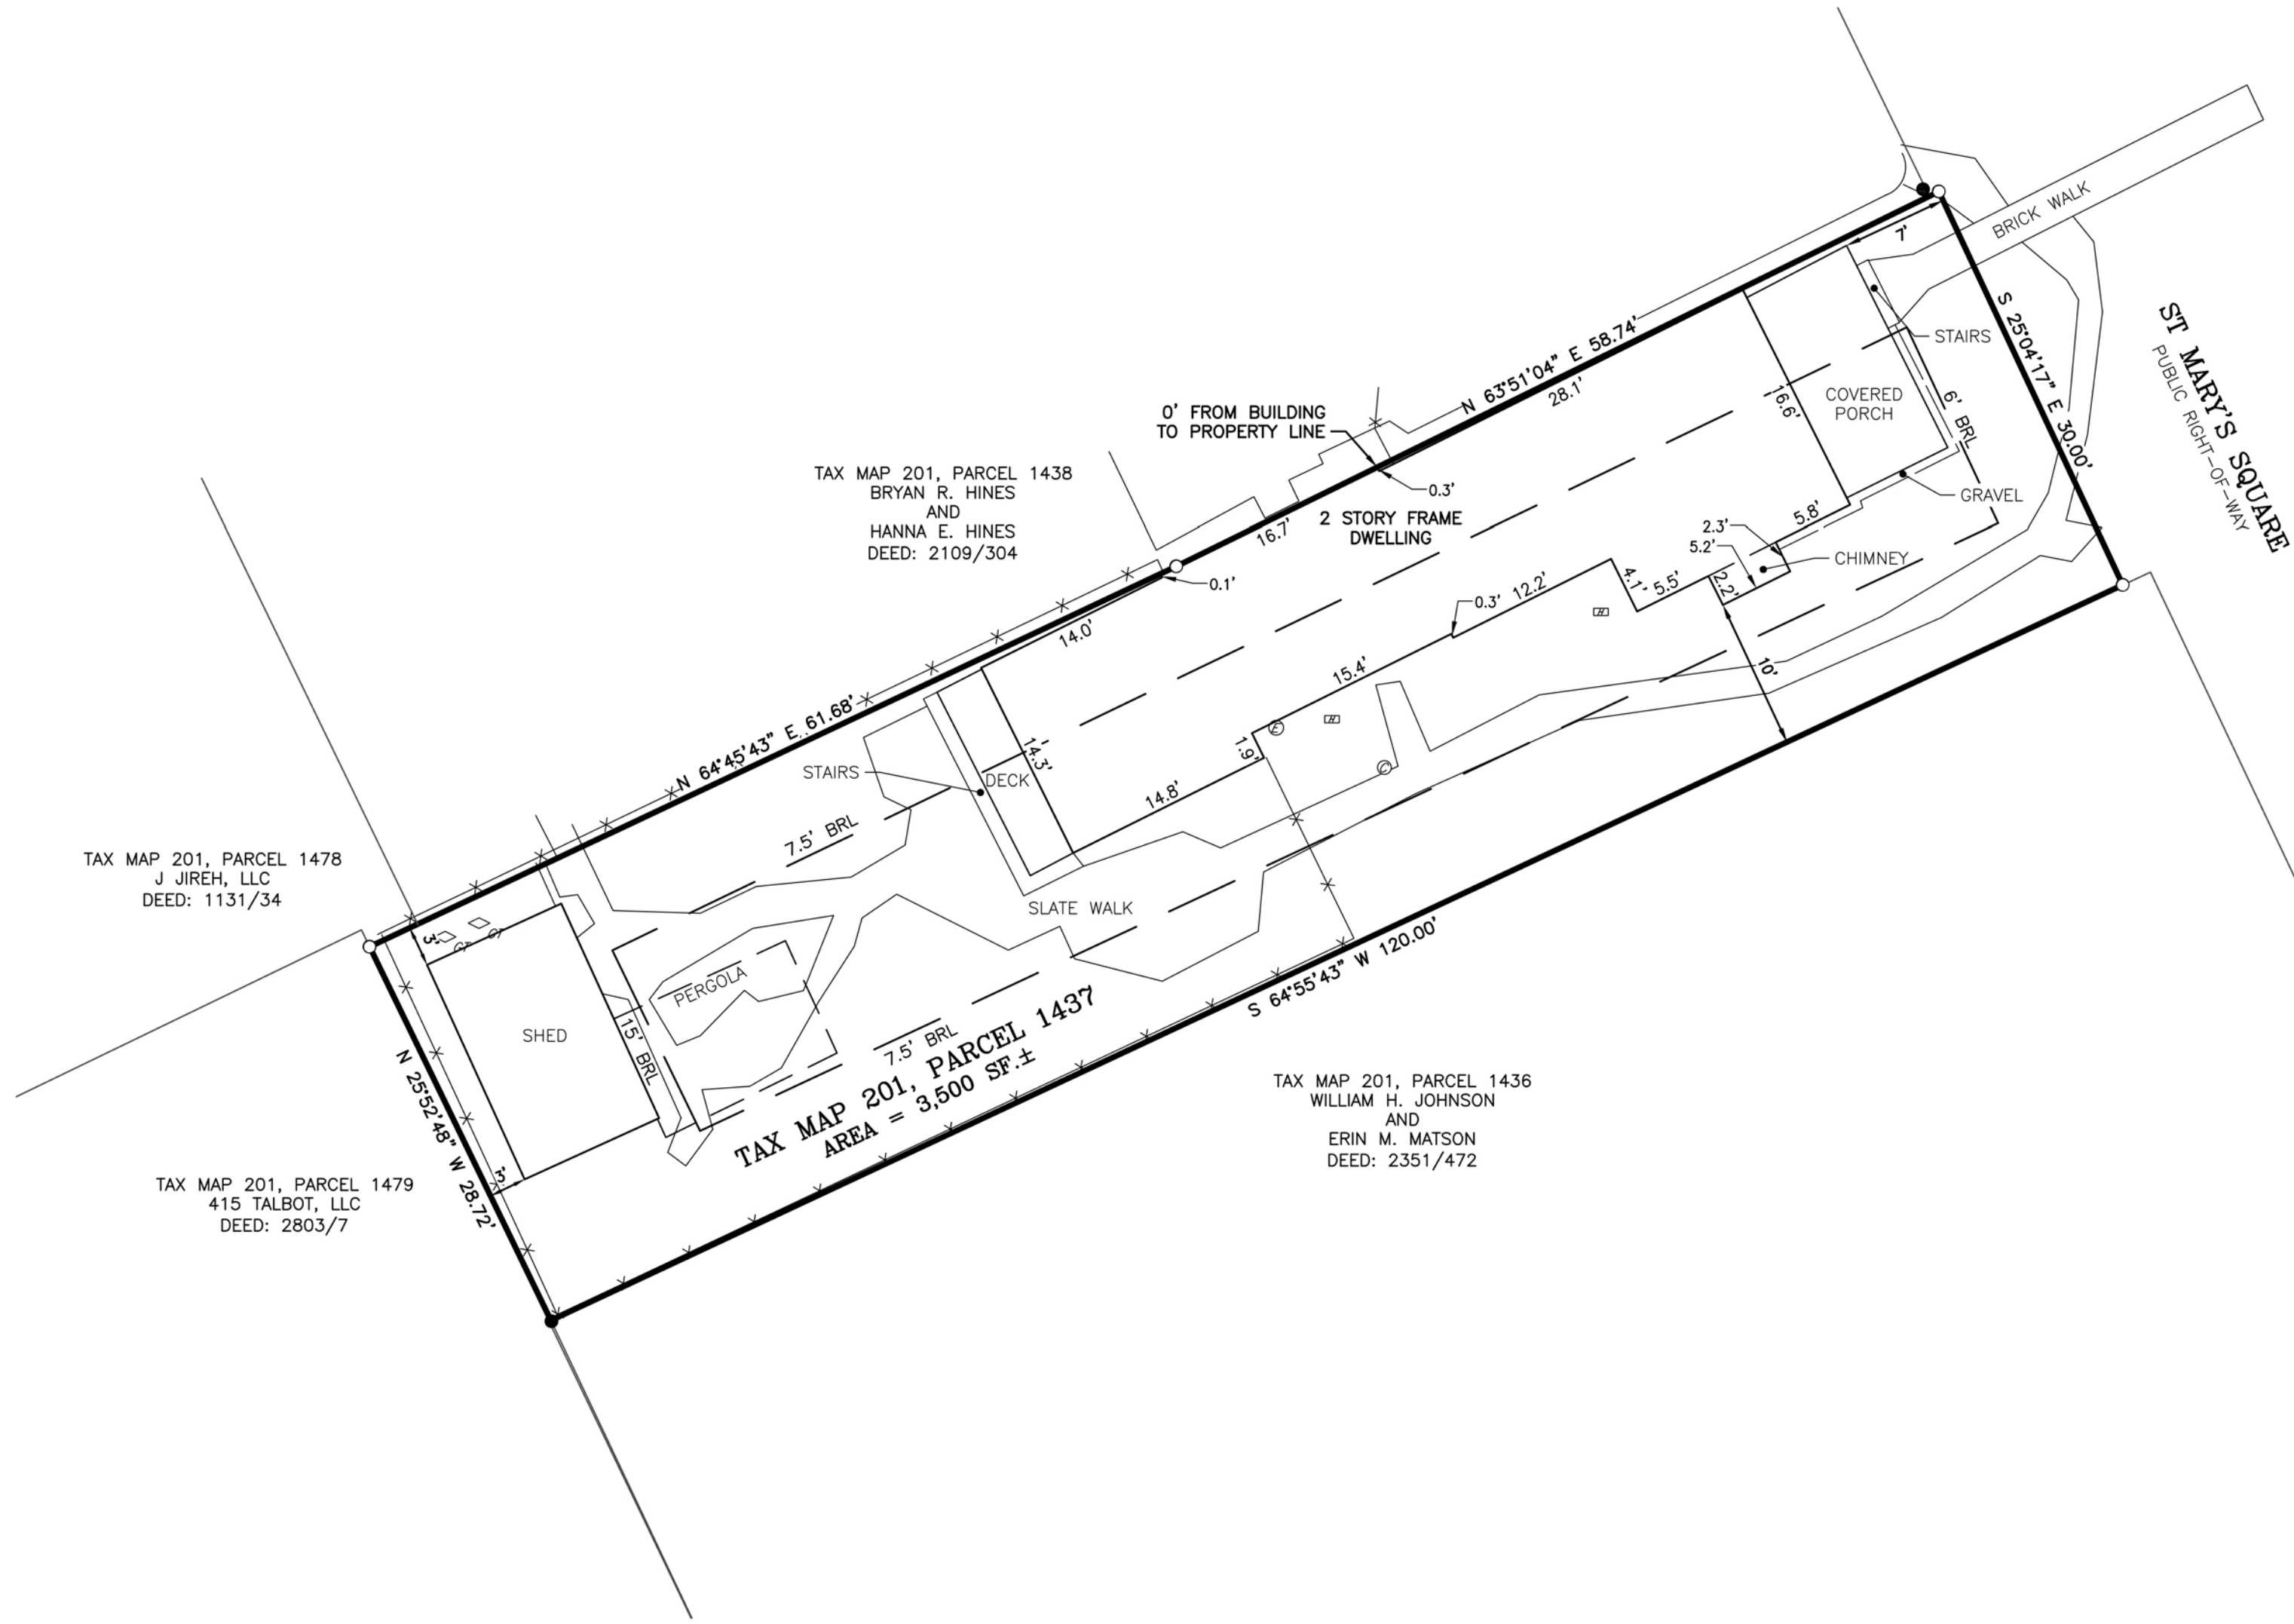 BRICK WALK
7'
STAIRS
ST MARY'S SQUARE
PUBLIC RIGHT-OF-WAY
S 25°04'17" E 30.00'
N 63°51'04" E 58.74'
28.1'
16.6'
COVERED
PORCH
6' BRL
0' FROM BUILDING
TO PROPERTY LINE
0.3'
GRAVEL
TAX MAP 201, PARCEL 1438
BRYAN R. HINES
AND
HANNA E. HINES
DEED: 2109/304
16.7'
2 STORY FRAME
DWELLING
5.8'
2.3'
5.2'
CHIMNEY
0.1'
14.0'
0.3'
12.2'
4.1'
5.5'
2.2'
H
10'
15.4'
N 64°45'43" E 61.68'
STAIRS
DECK
14.3'
1.9'
E
H
C
14.8'
7.5' BRL
TAX MAP 201, PARCEL 1478
J JIREH, LLC
DEED: 1131/34
SLATE WALK
3'
GT
GT
PERGOLA
SHED
15' BRL
7.5' BRL
S 64°55'43" W 120.00'
TAX MAP 201, PARCEL 1437
AREA = 3,500 SF.±
N 25°52'48" W 28.72'
3'
TAX MAP 201, PARCEL 1436
WILLIAM H. JOHNSON
AND
ERIN M. MATSON
DEED: 2351/472
TAX MAP 201, PARCEL 1479
415 TALBOT, LLC
DEED: 2803/7